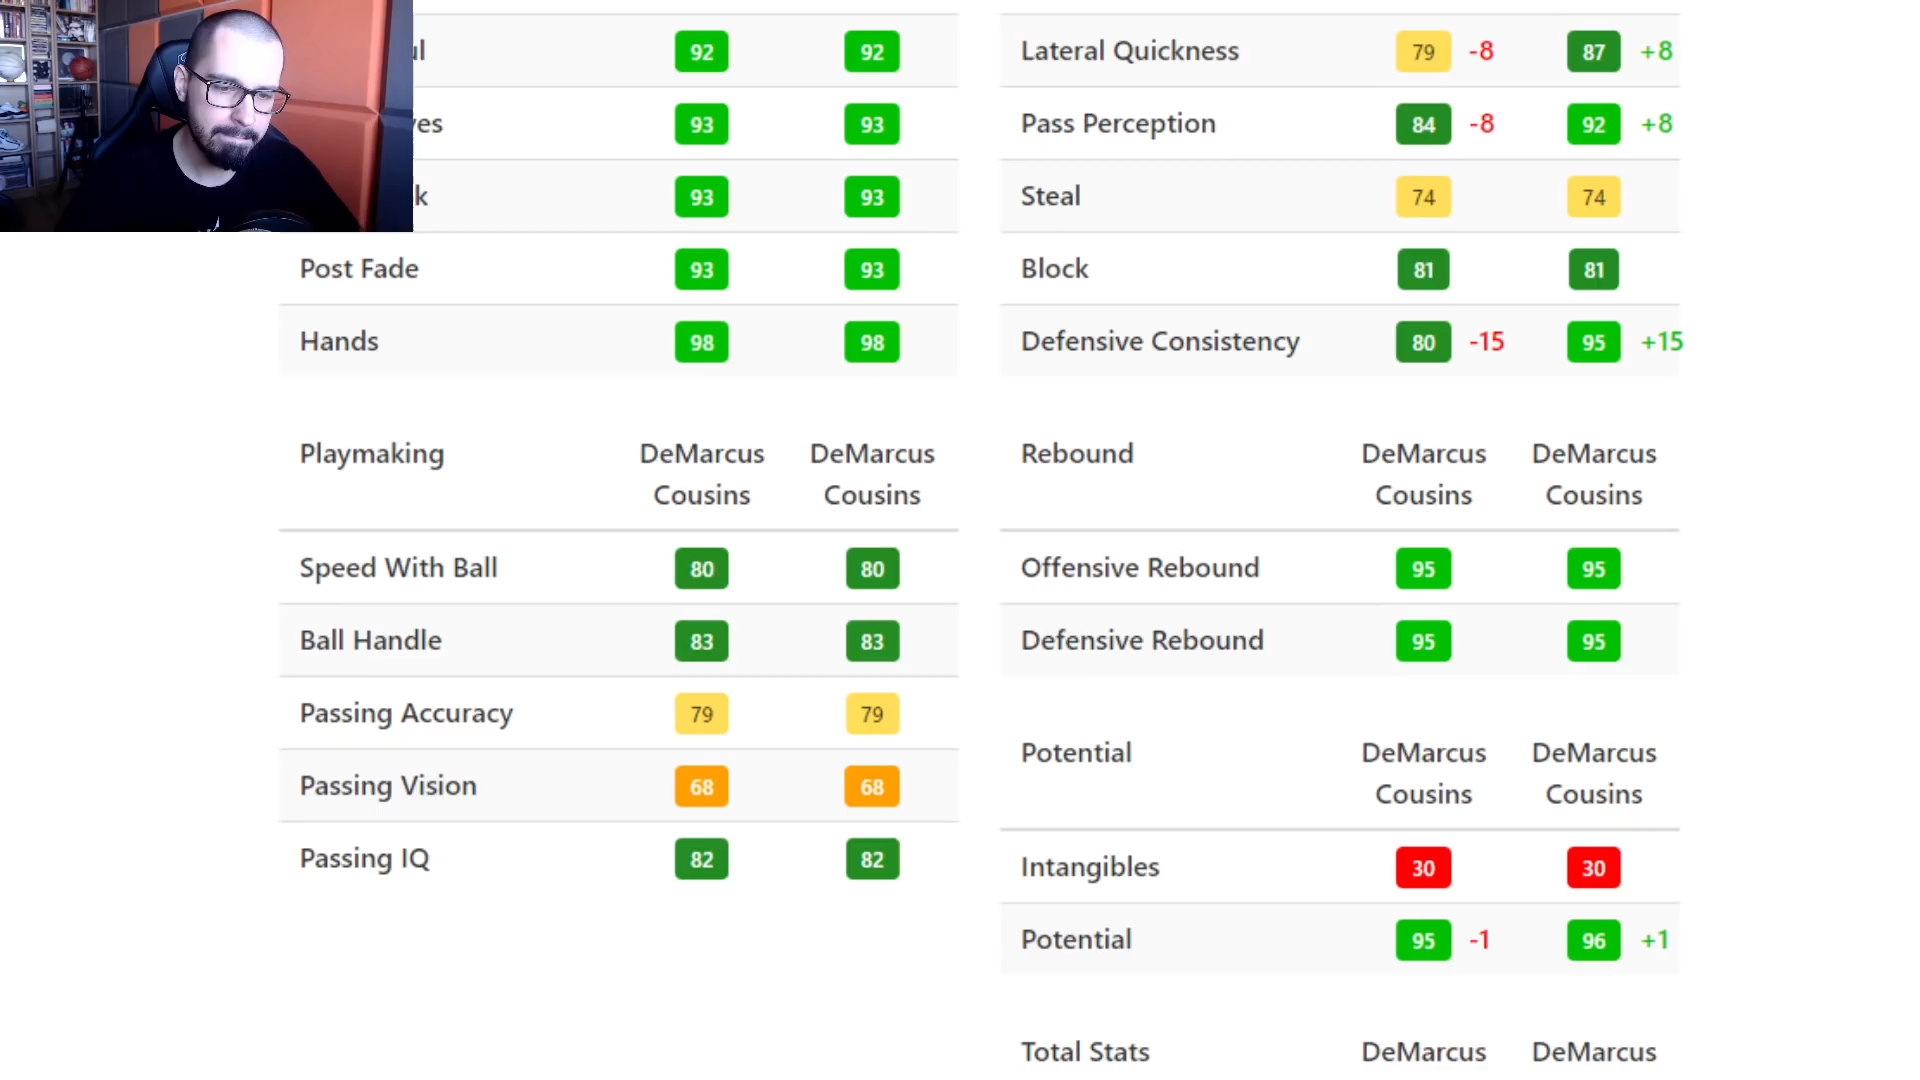 ul 92 92
ves 93 93
k 93 93
Post Fade 93 93
Hands 98 98
Playmaking DeMarcus Cousins DeMarcus Cousins
Speed With Ball 80 80
Ball Handle 83 83
Passing Accuracy 79 79
Passing Vision 68 68
Passing IQ 82 82
Lateral Quickness 79 -8 87 +8
Pass Perception 84 -8 92 +8
Steal 74 74
Block 81 81
Defensive Consistency 80 -15 95 +15
Rebound DeMarcus Cousins DeMarcus Cousins
Offensive Rebound 95 95
Defensive Rebound 95 95
Potential DeMarcus Cousins DeMarcus Cousins
Intangibles 30 30
Potential 95 -1 96 +1
Total Stats DeMarcus DeMarcus